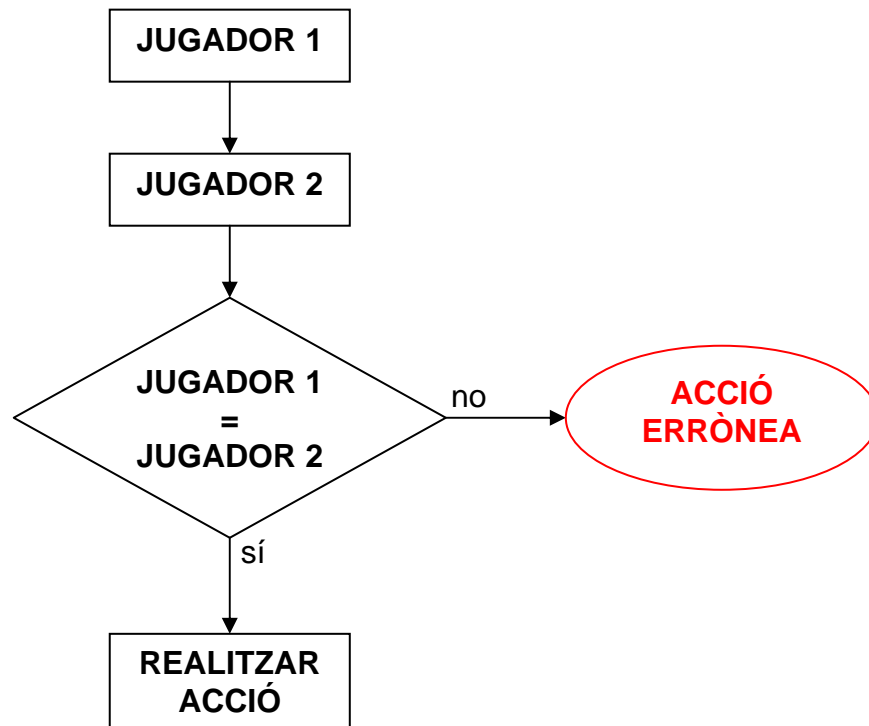 JUGADOR 1
JUGADOR 2
JUGADOR 1
=
JUGADOR 2
no
ACCIÓ
ERRÒNEA
sí
REALITZAR
ACCIÓ